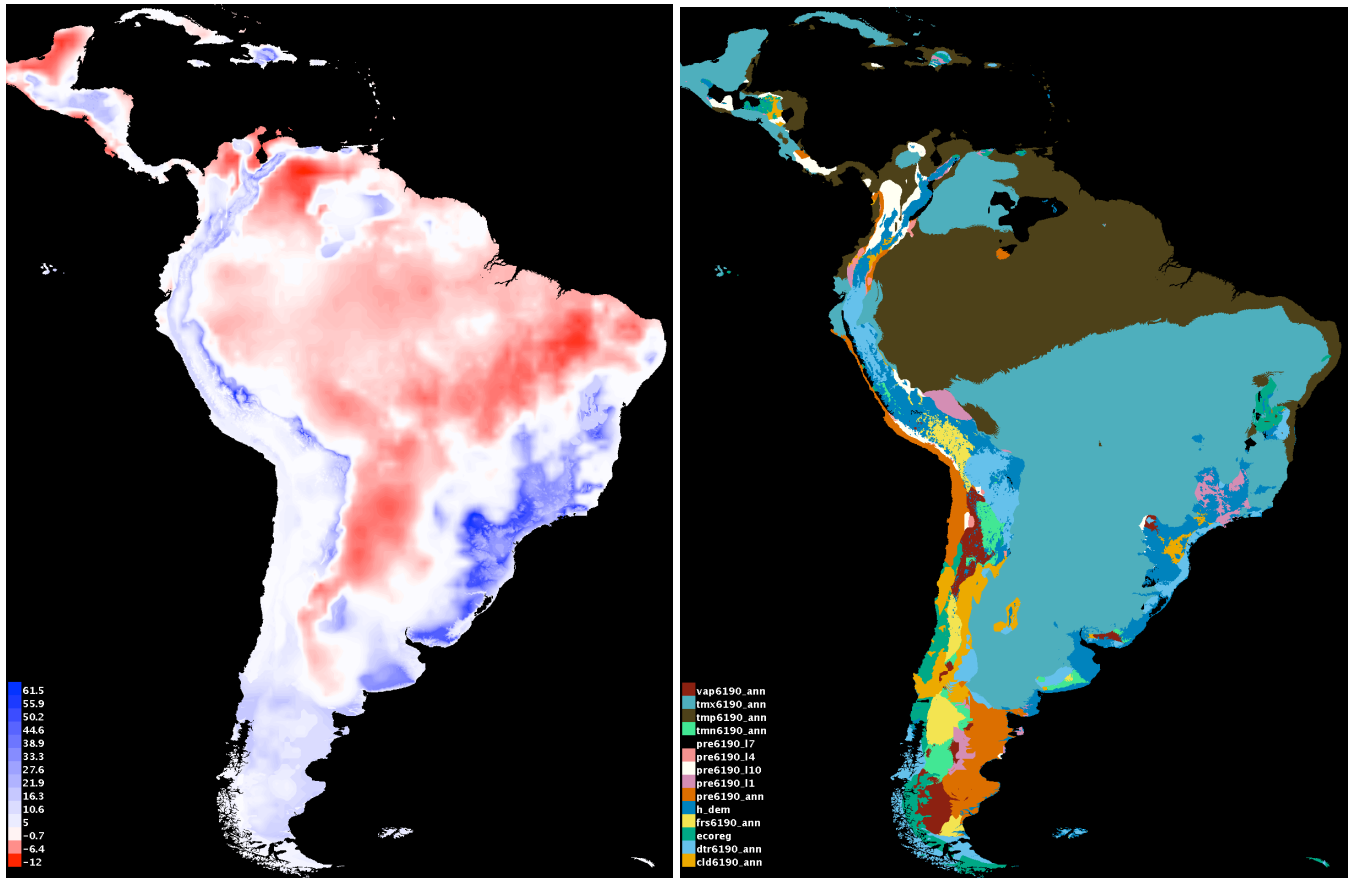 61.5
55.9
50.2
44.6
38.9
33.3
27.6
21.9
16.3
10.6
5
-0.7
-6.4
-12
vap6190_ann
tmx6190_ann
tmp6190_ann
tmn6190_ann
pre6190_l7
pre6190_l4
pre6190_l10
pre6190_l1
pre6190_ann
h_dem
frs6190_ann
ecoreg
dtr6190_ann
cld6190_ann